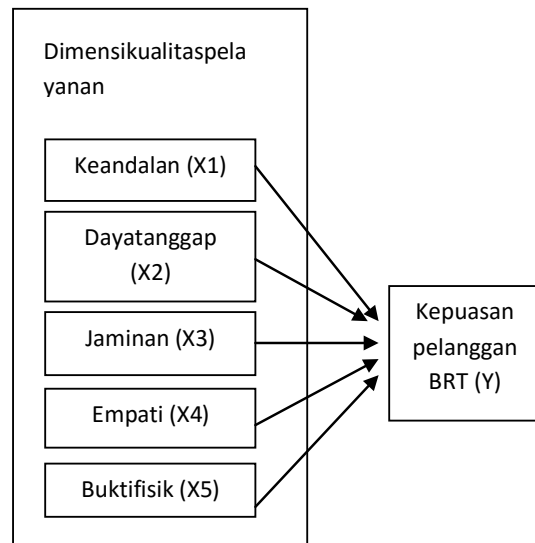 Dimensikualitaspela
yanan
Keandalan (X1)
Dayatanggap
(X2)
Jaminan (X3)
Empati (X4)
Buktifisik (X5)
Kepuasan
pelanggan
BRT (Y)